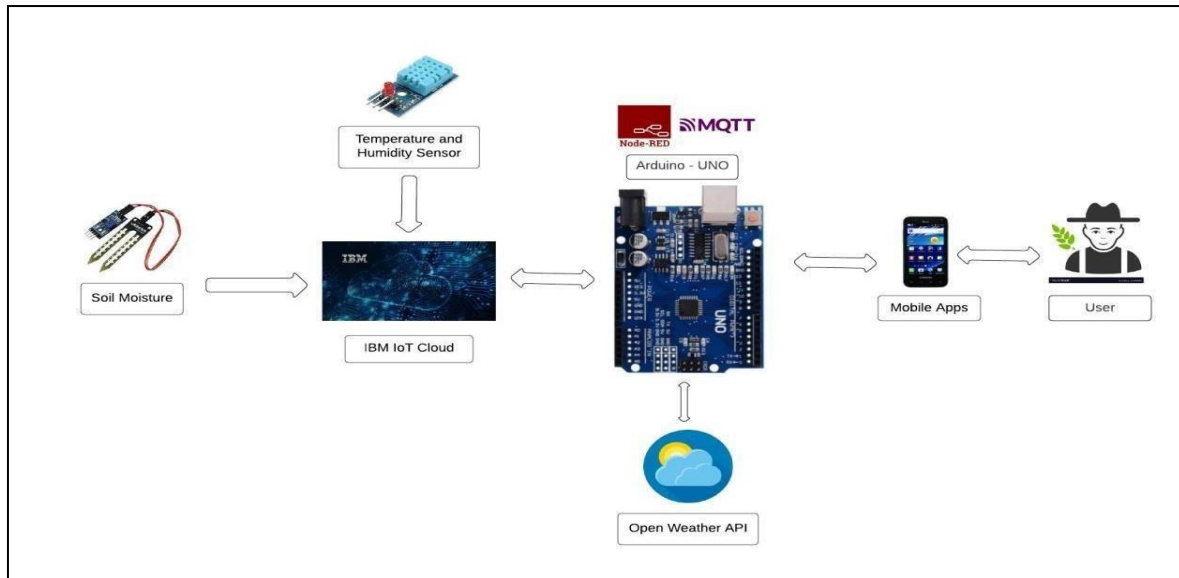 Temperature and
Humidity Sensor
Node-RED
MQTT
Arduino - UNO
Soil Moisture
IBM
IBM IoT Cloud
UNO
Mobile Apps
User
Open Weather API